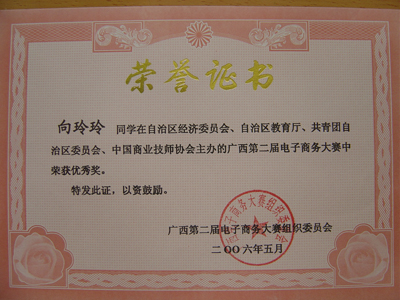 荣誉证书
向玲玲 同学在自治区经济委员会、自治区教育厅、共青团自
治区委员会、中国商业技师协会主办的广西第二届电子商务大赛中
荣获优秀奖。
特发此证，以资鼓励。
广西第二届电子商务大赛组织委员会
二〇〇六年五月